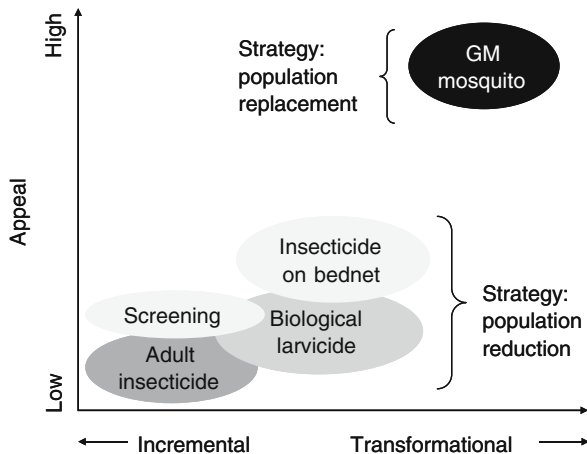 High
Strategy:
population
replacement
GM
mosquito
Appeal
Insecticide
on bednet
Screening
Biological
larvicide
Adult
insecticide
Strategy:
population
reduction
Low
Incremental
Transformational